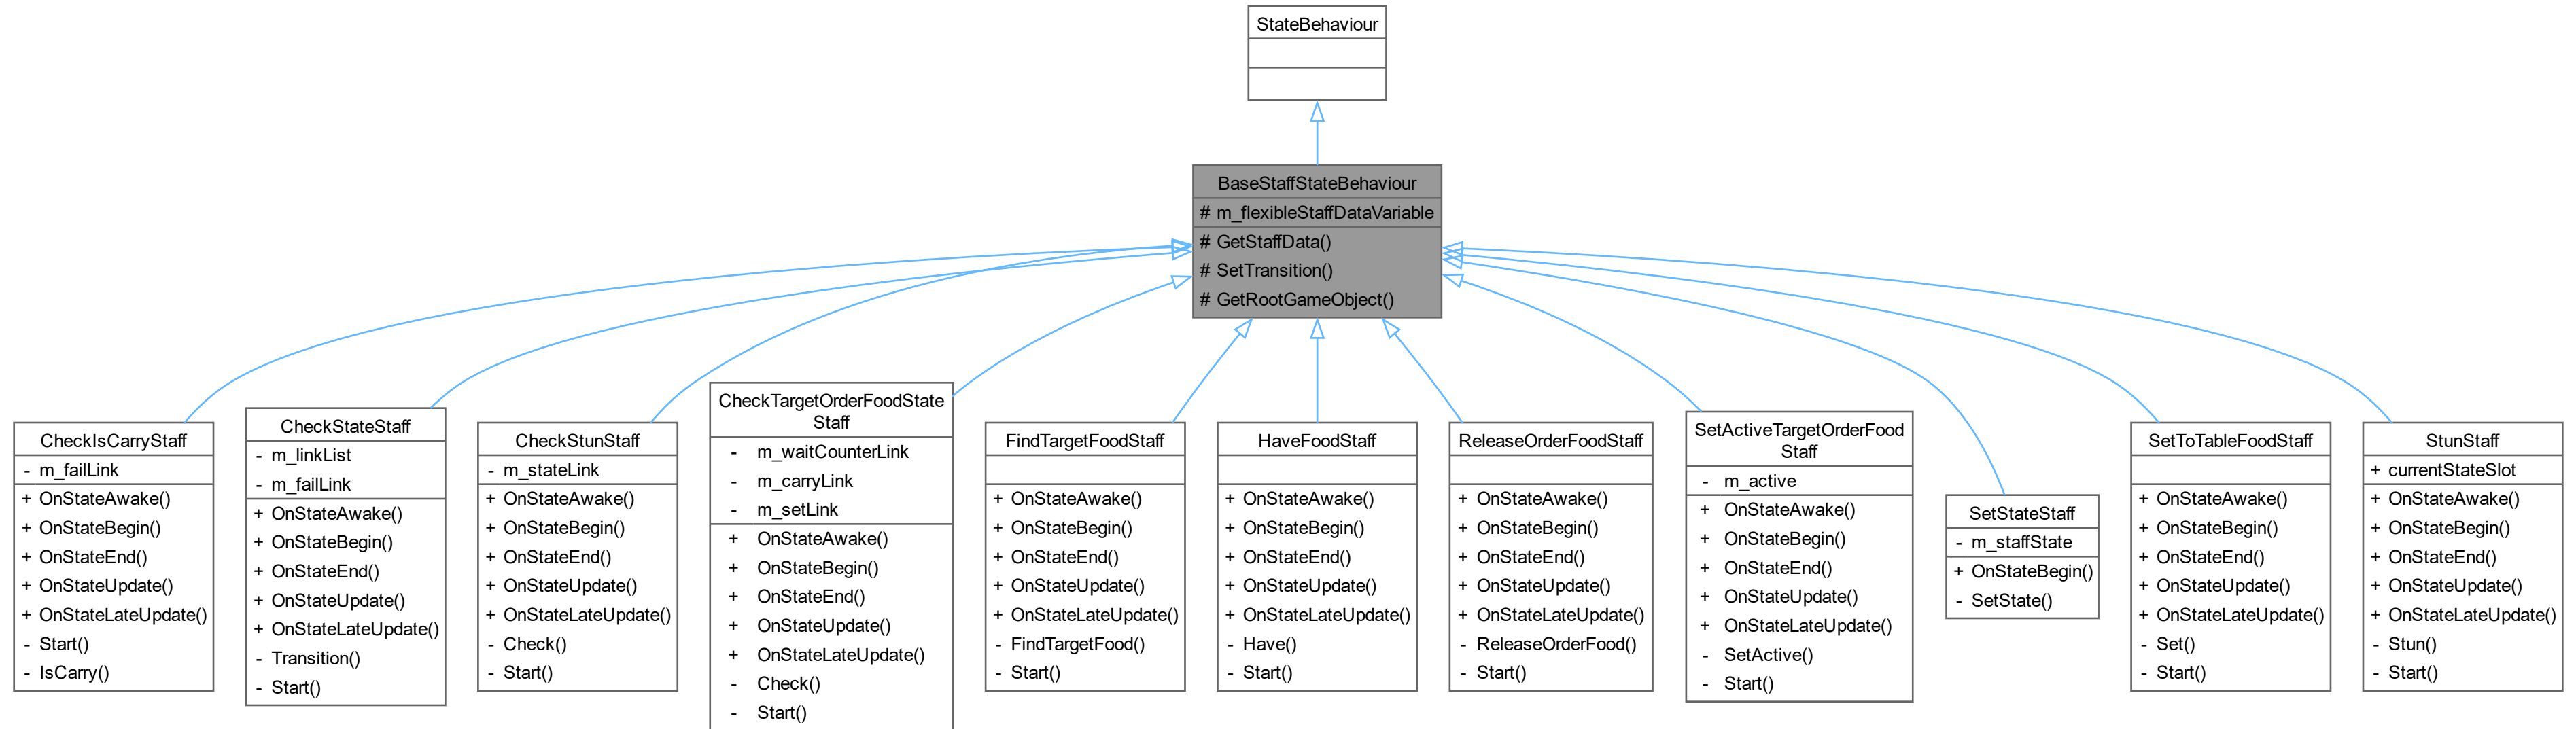 StateBehaviour
BaseStaffStateBehaviour
# m_flexibleStaffDataVariable
# GetStaffData()
# SetTransition()
# GetRootGameObject()
CheckIsCarryStaff
- m_failLink
+ OnStateAwake()
+ OnStateBegin()
+ OnStateEnd()
+ OnStateUpdate()
+ OnStateLateUpdate()
- Start()
- IsCarry()
CheckStateStaff
- m_linkList
- m_failLink
+ OnStateAwake()
+ OnStateBegin()
+ OnStateEnd()
+ OnStateUpdate()
+ OnStateLateUpdate()
- Transition()
- Start()
CheckStunStaff
- m_stateLink
+ OnStateAwake()
+ OnStateBegin()
+ OnStateEnd()
+ OnStateUpdate()
+ OnStateLateUpdate()
- Check()
- Start()
CheckTargetOrderFoodState
Staff
- m_waitCounterLink
- m_carryLink
- m_setLink
+ OnStateAwake()
+ OnStateBegin()
+ OnStateEnd()
+ OnStateUpdate()
+ OnStateLateUpdate()
- Check()
- Start()
FindTargetFoodStaff
+ OnStateAwake()
+ OnStateBegin()
+ OnStateEnd()
+ OnStateUpdate()
+ OnStateLateUpdate()
- FindTargetFood()
- Start()
HaveFoodStaff
+ OnStateAwake()
+ OnStateBegin()
+ OnStateEnd()
+ OnStateUpdate()
+ OnStateLateUpdate()
- Have()
- Start()
ReleaseOrderFoodStaff
+ OnStateAwake()
+ OnStateBegin()
+ OnStateEnd()
+ OnStateUpdate()
+ OnStateLateUpdate()
- ReleaseOrderFood()
- Start()
SetActiveTargetOrderFood
Staff
- m_active
+ OnStateAwake()
+ OnStateBegin()
+ OnStateEnd()
+ OnStateUpdate()
+ OnStateLateUpdate()
- SetActive()
- Start()
SetStateStaff
- m_staffState
+ OnStateBegin()
- SetState()
SetToTableFoodStaff
+ OnStateAwake()
+ OnStateBegin()
+ OnStateEnd()
+ OnStateUpdate()
+ OnStateLateUpdate()
- Set()
- Start()
StunStaff
+ currentStateSlot
+ OnStateAwake()
+ OnStateBegin()
+ OnStateEnd()
+ OnStateUpdate()
+ OnStateLateUpdate()
- Stun()
- Start()